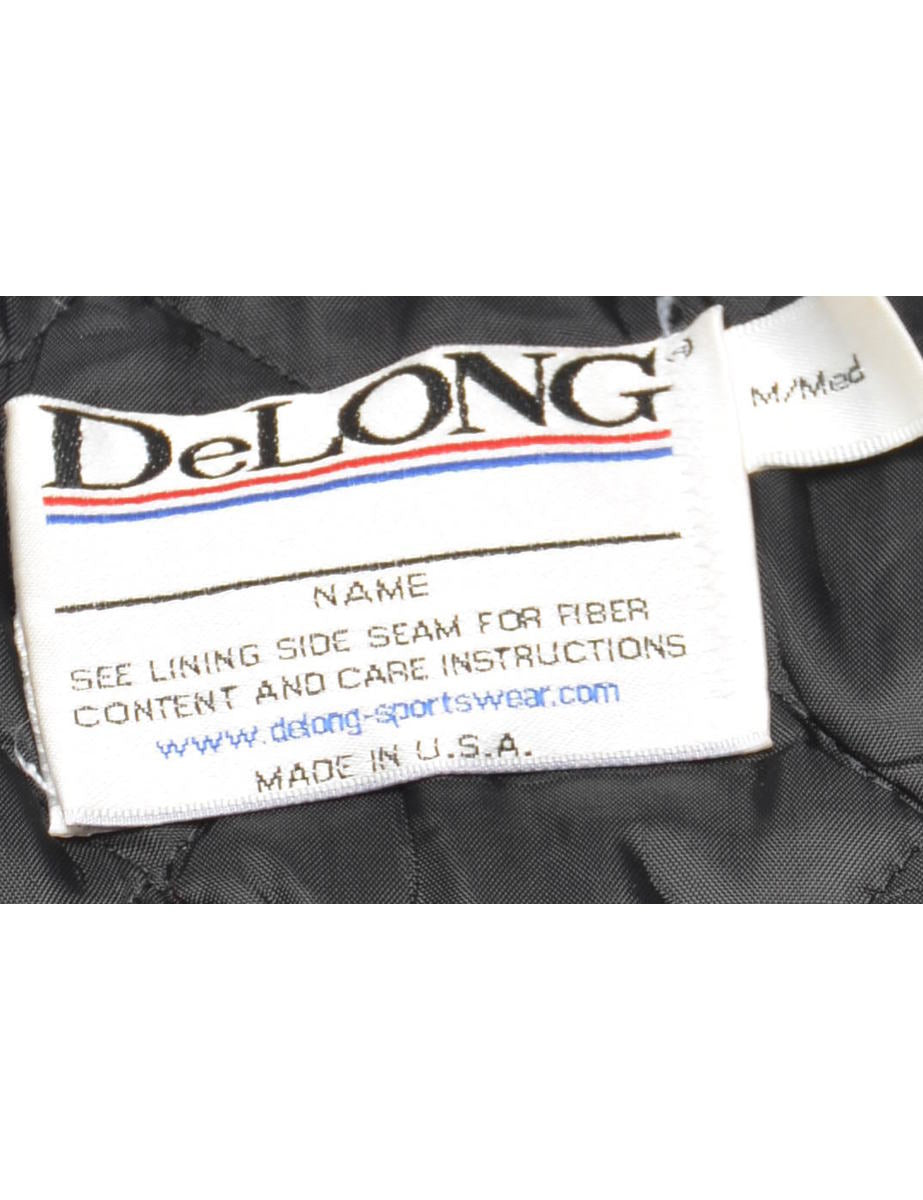 DeLONG®
M/Med
NAME
SEE LINING SIDE SEAM FOR FIBER
CONTENT AND CARE INSTRUCTIONS
www.delong-sportswear.com
MADE IN U.S.A.